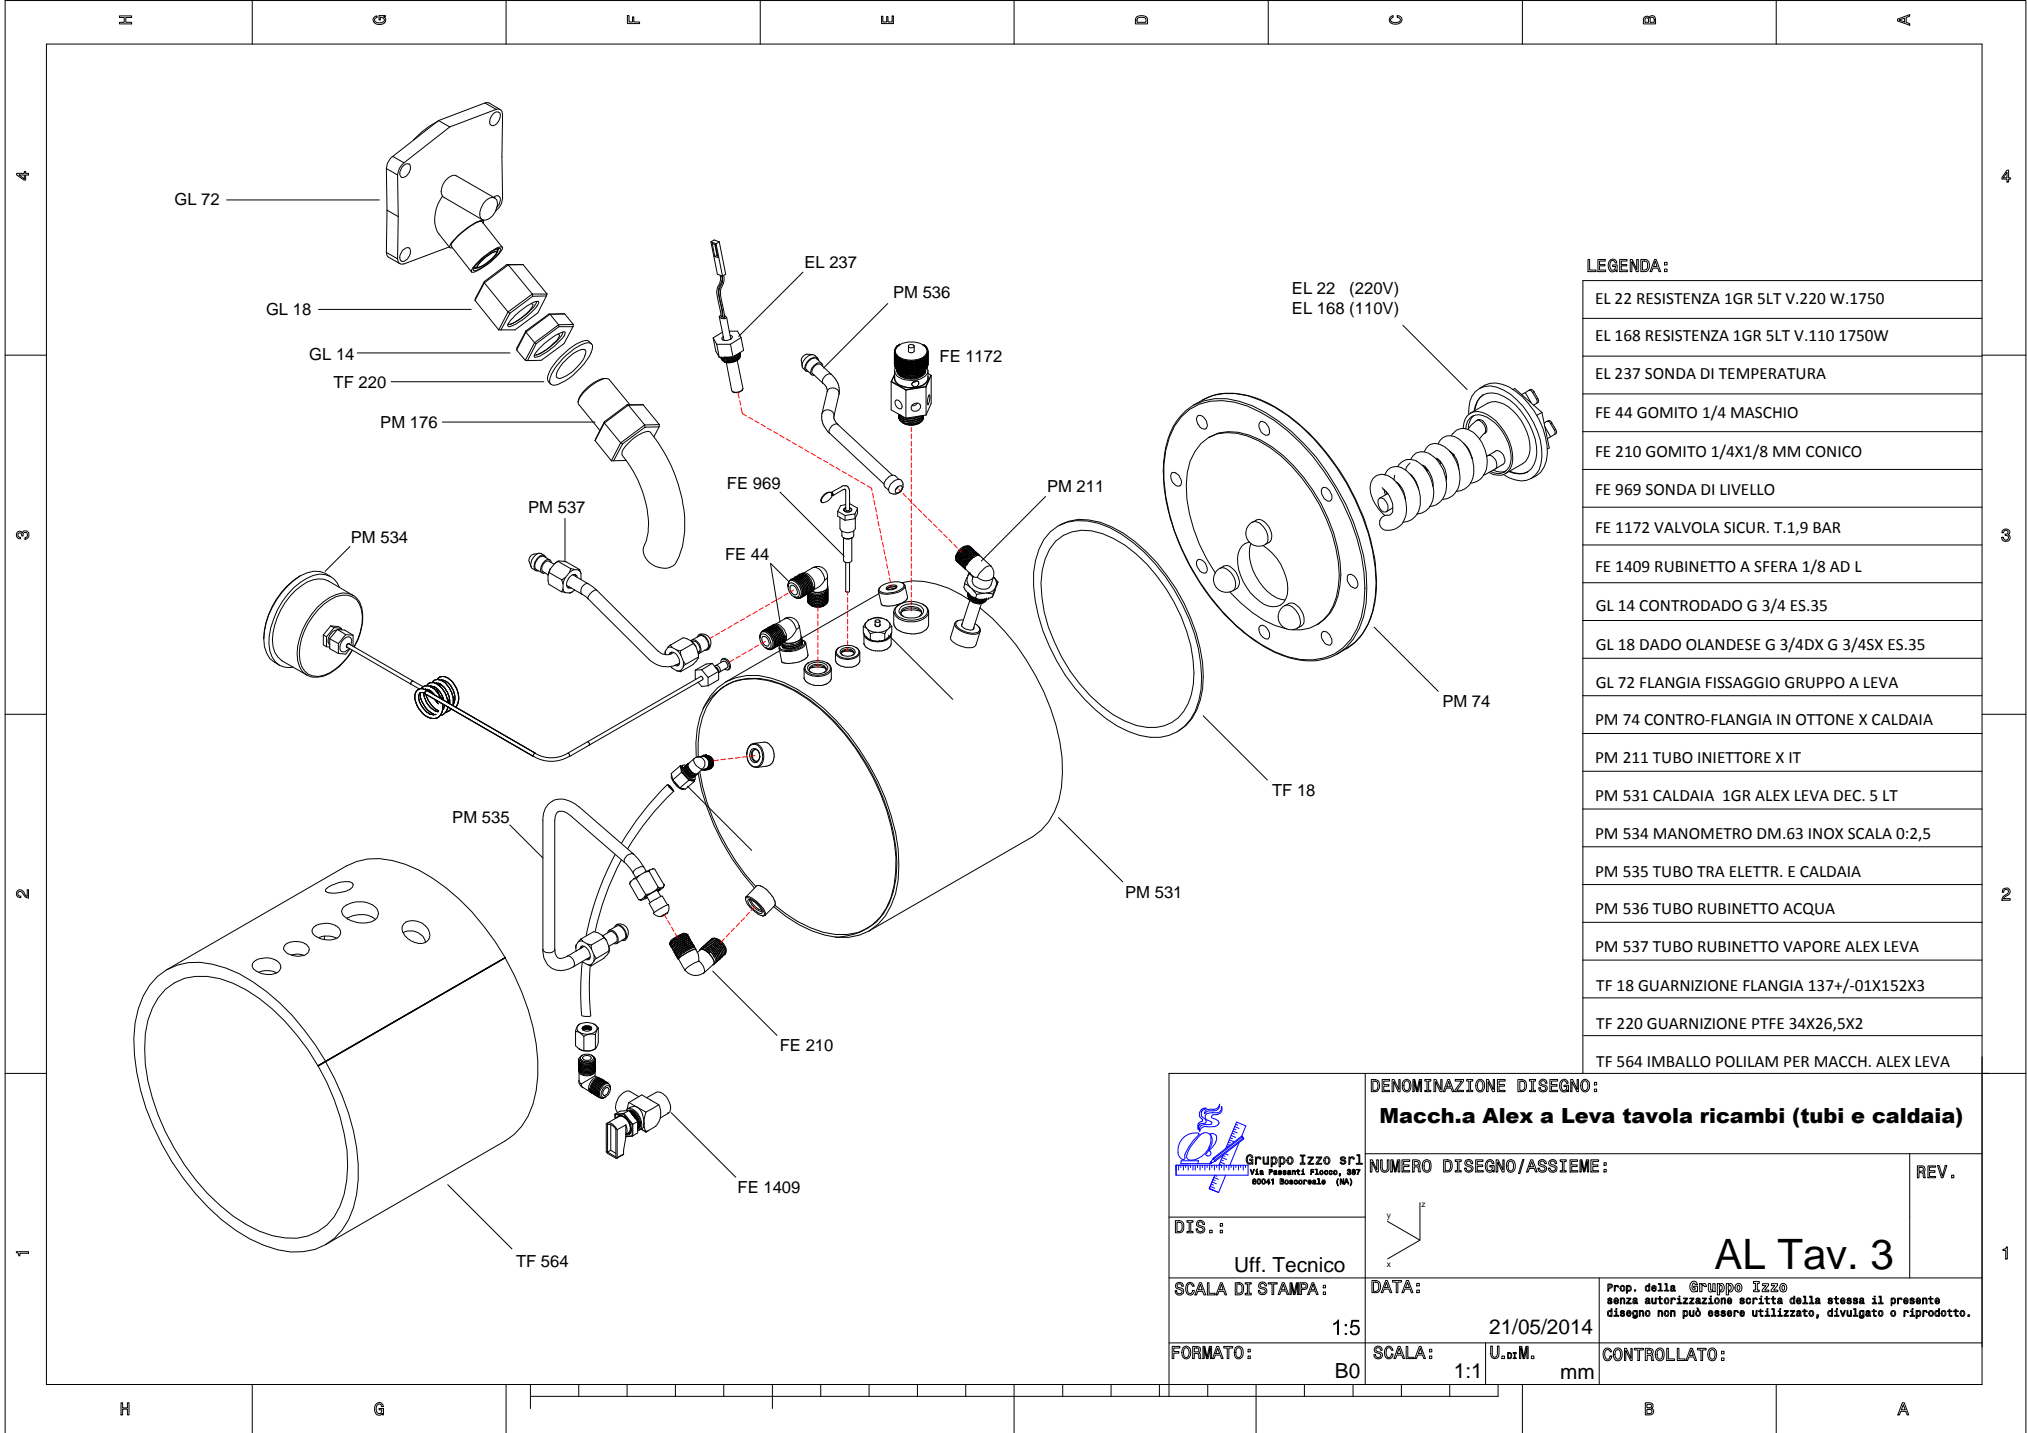 H G F E D C B A
4
4
3
3
2
2
1
1
GL 72
GL 18
GL 14
TF 220
PM 176
EL 237
PM 536
FE 1172
EL 22 (220V)
EL 168 (110V)
FE 969
PM 211
PM 537
PM 534
FE 44
PM 74
TF 18
PM 535
PM 531
FE 210
FE 1409
TF 564
LEGENDA:
EL 22 RESISTENZA 1GR 5LT V.220 W.1750
EL 168 RESISTENZA 1GR 5LT V.110 1750W
EL 237 SONDA DI TEMPERATURA
FE 44 GOMITO 1/4 MASCHIO
FE 210 GOMITO 1/4X1/8 MM CONICO
FE 969 SONDA DI LIVELLO
FE 1172 VALVOLA SICUR. T.1,9 BAR
FE 1409 RUBINETTO A SFERA 1/8 AD L
GL 14 CONTRODADO G 3/4 ES.35
GL 18 DADO OLANDESE G 3/4DX G 3/4SX ES.35
GL 72 FLANGIA FISSAGGIO GRUPPO A LEVA
PM 74 CONTRO-FLANGIA IN OTTONE X CALDAIA
PM 211 TUBO INIETTORE X IT
PM 531 CALDAIA 1GR ALEX LEVA DEC. 5 LT
PM 534 MANOMETRO DM.63 INOX SCALA 0:2,5
PM 535 TUBO TRA ELETTR. E CALDAIA
PM 536 TUBO RUBINETTO ACQUA
PM 537 TUBO RUBINETTO VAPORE ALEX LEVA
TF 18 GUARNIZIONE FLANGIA 137+/-01X152X3
TF 220 GUARNIZIONE PTFE 34X26,5X2
TF 564 IMBALLO POLILAM PER MACCH. ALEX LEVA
DENOMINAZIONE DISEGNO:
Macch.a Alex a Leva tavola ricambi (tubi e caldaia)
Gruppo Izzo srl
Via Passanti Flocco, 387
80041 Boscoreale (NA)
NUMERO DISEGNO/ASSIEME:
REV.
z
y
x
AL Tav. 3
DIS.:
Uff. Tecnico
SCALA DI STAMPA:
1:5
DATA:
21/05/2014
Prop. della Gruppo Izzo
senza autorizzazione scritta della stessa il presente
disegno non può essere utilizzato, divulgato o riprodotto.
FORMATO:
B0
SCALA:
1:1
U.DIM.
mm
CONTROLLATO:
H G B A